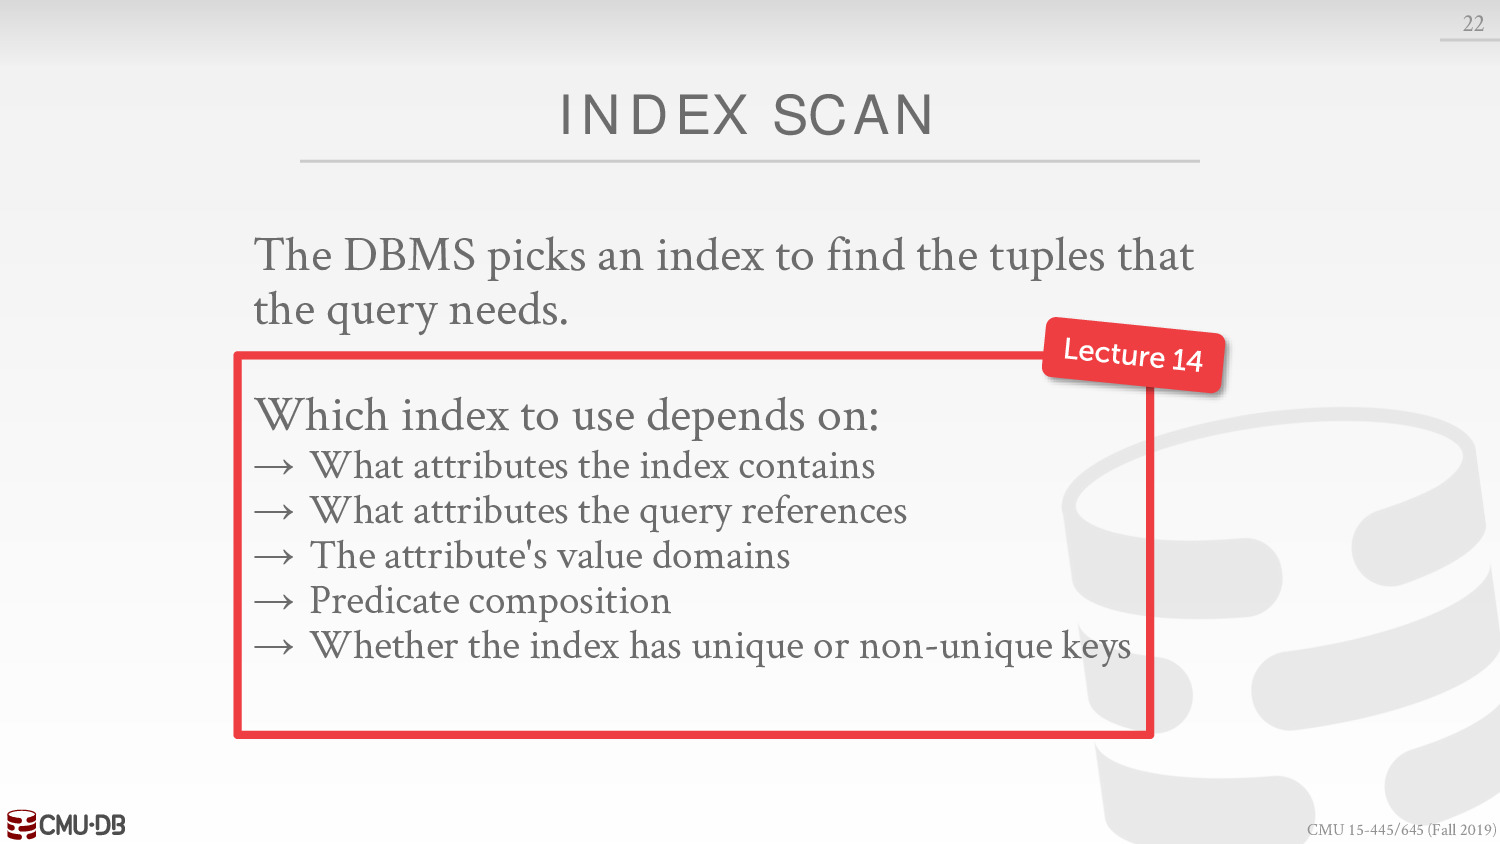 22
INDEX SCAN
The DBMS picks an index to find the tuples that
the query needs.
Lecture 14
Which index to use depends on:
→ What attributes the index contains
→ What attributes the query references
→ The attribute's value domains
→ Predicate composition
→ Whether the index has unique or non-unique keys
CMU·DB
CMU 15-445/645 (Fall 2019)